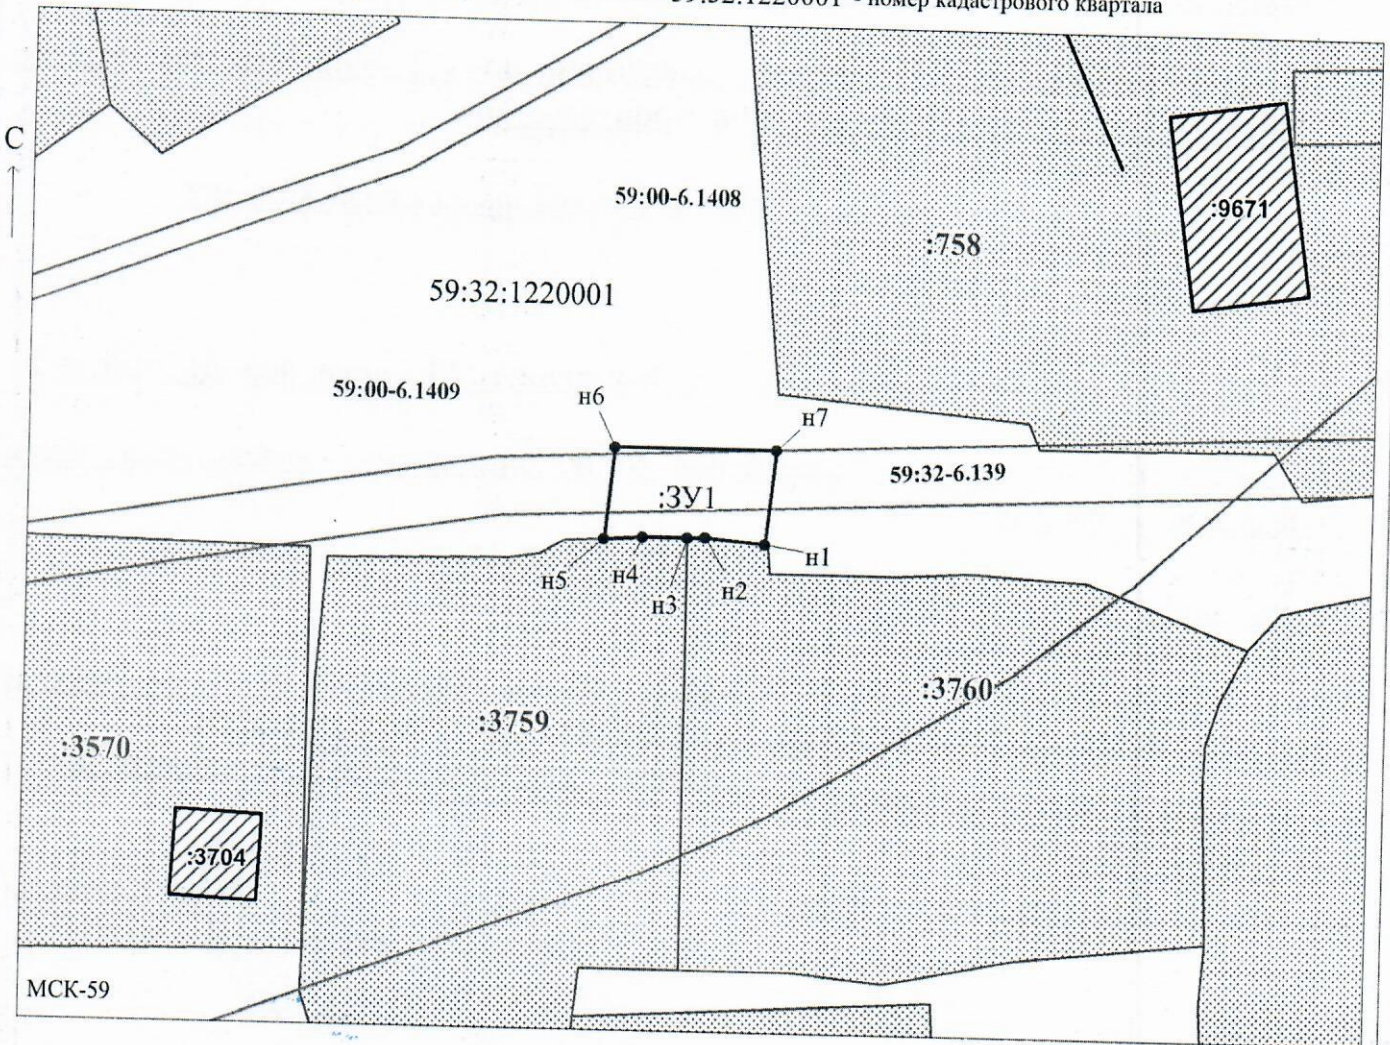 59:32:1220001 - номер кадастрового квартала
С
59:00-6.1408
:9671
:758
59:32:1220001
59:00-6.1409
н6
н7
59:32-6.139
:ЗУ1
н5
н4
н3
н2
н1
:3760
:3759
:3570
:3704
МСК-59